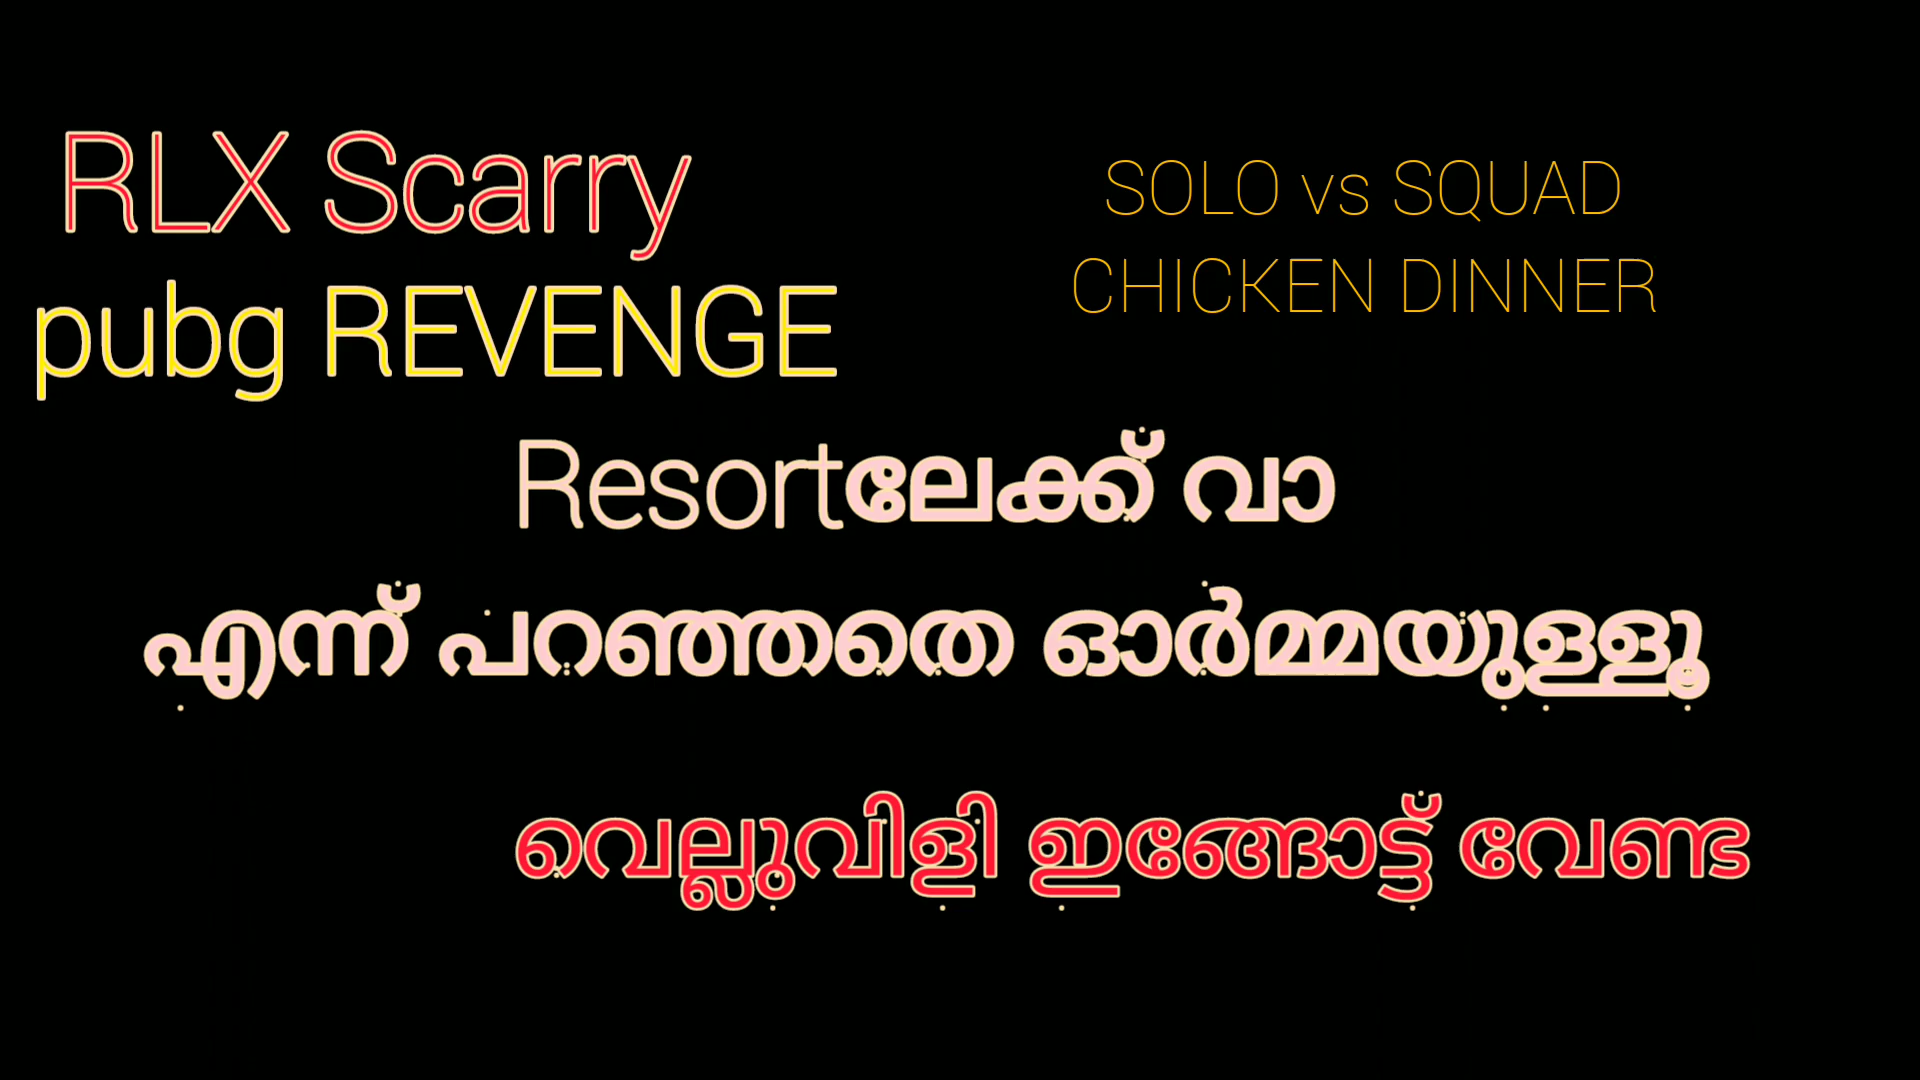 RLX Scarry
pubg REVENGE
SOLO vs SQUAD
CHICKEN DINNER
Resortലേക്ക് വാ
എന്ന് പറഞ്ഞതെ ഓർമ്മയുള്ളൂ
വെല്ലുവിളി ഇങ്ങോട്ട് വേണ്ട